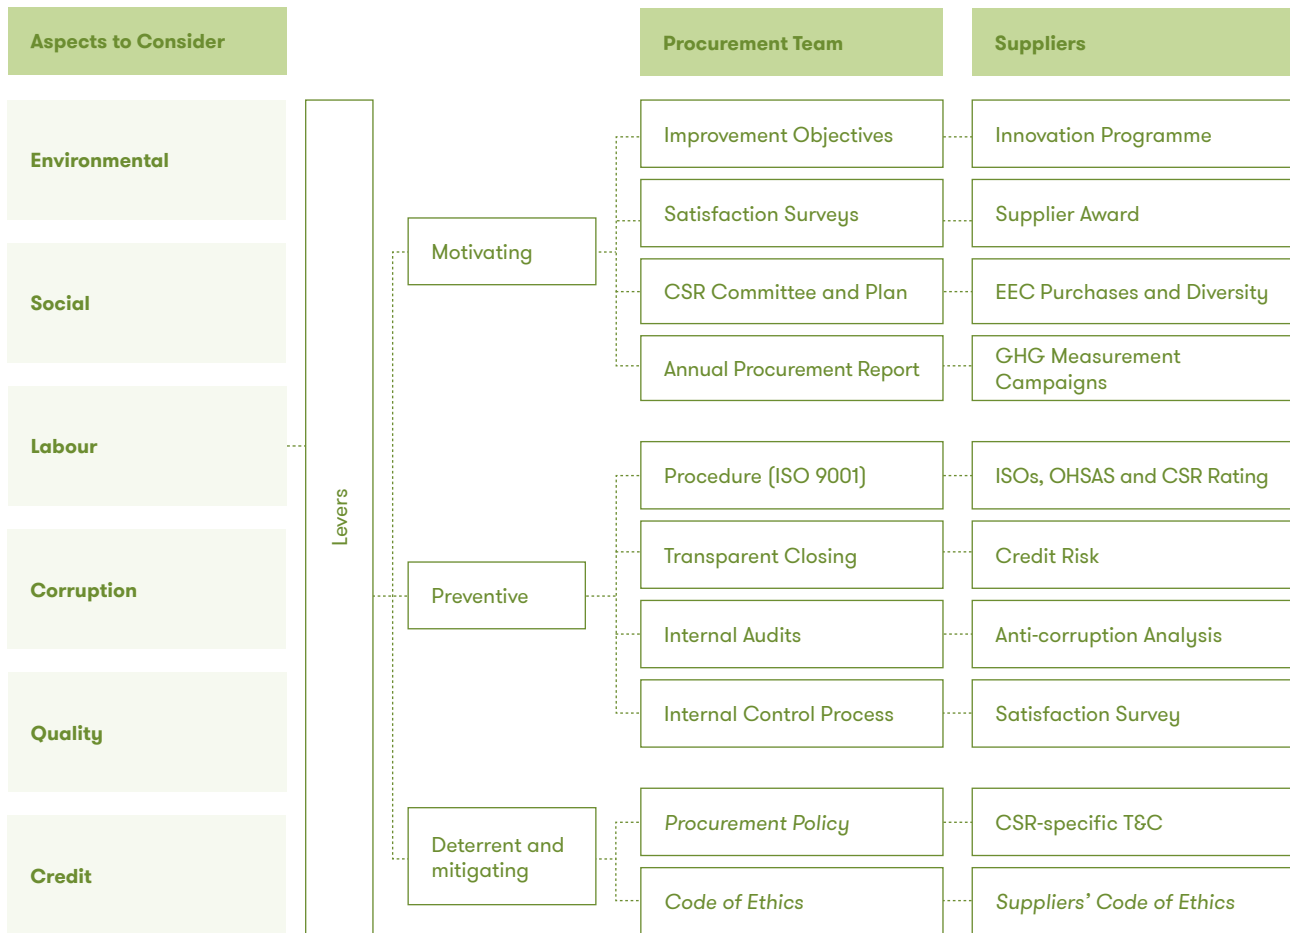 Aspects to Consider
Procurement Team
Suppliers
Environmental
Social
Labour
Corruption
Quality
Credit
Levers
Motivating
Improvement Objectives
Innovation Programme
Satisfaction Surveys
Supplier Award
CSR Committee and Plan
EEC Purchases and Diversity
Annual Procurement Report
GHG Measurement
Campaigns
Preventive
Procedure (ISO 9001)
ISOs, OHSAS and CSR Rating
Transparent Closing
Credit Risk
Internal Audits
Anti-corruption Analysis
Internal Control Process
Satisfaction Survey
Deterrent and
mitigating
Procurement Policy
CSR-specific T&C
Code of Ethics
Suppliers’ Code of Ethics